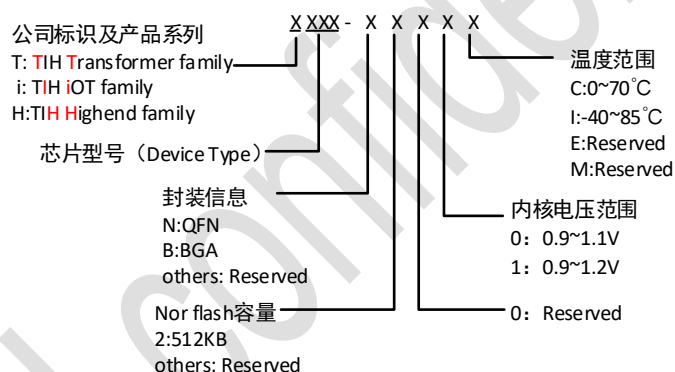 X XXX - X X X X X
公司标识及产品系列
T: TIH Transformer family
i: TIH iOT family
H:TIH Highend family
芯片型号（Device Type）
封装信息
N:QFN
B:BGA
others: Reserved
Nor flash容量
2:512KB
others: Reserved
温度范围
C:0~70℃
I:-40~85℃
E:Reserved
M:Reserved
内核电压范围
0：0.9~1.1V
1：0.9~1.2V
0：Reserved